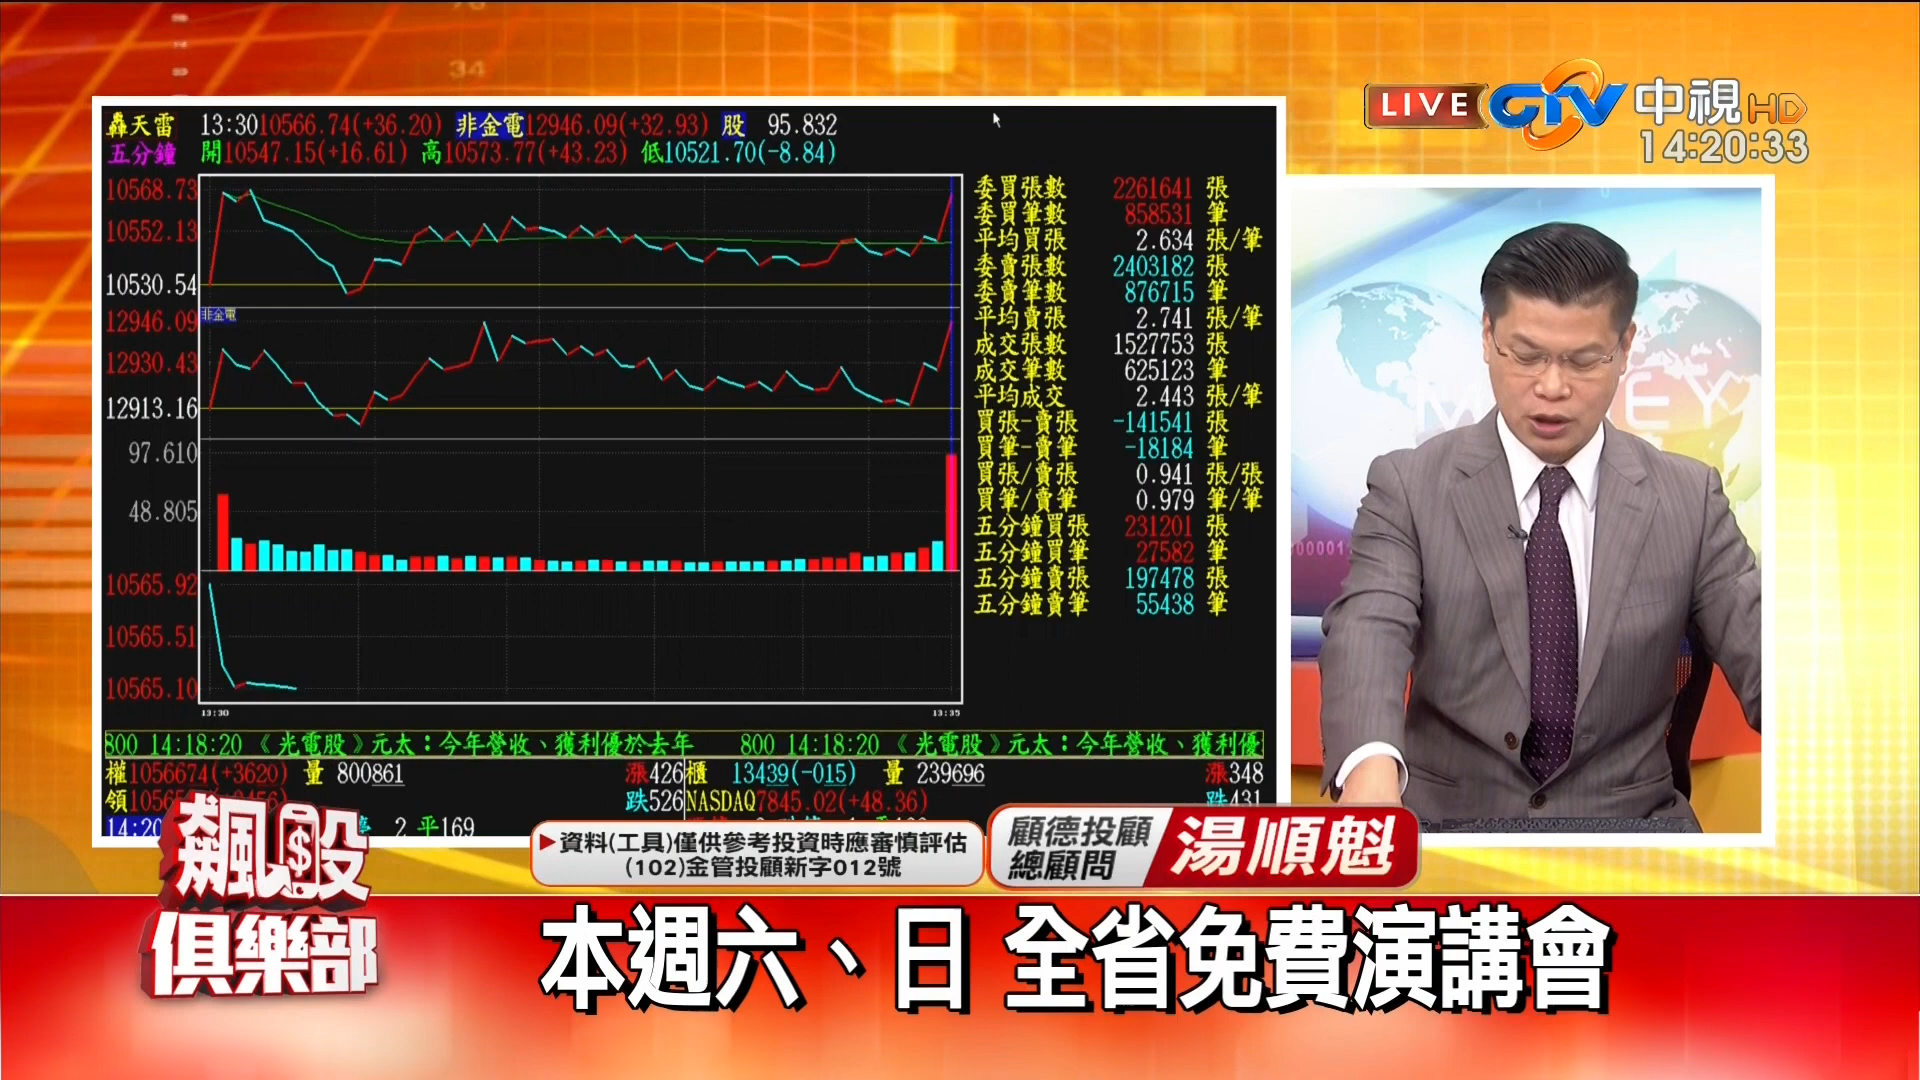 LIVE CTV 中視 HD
14:20:33
轟天雷 13:30 10566.74(+36.20) 非金電 12946.09(+32.93) 股 95.832
五分鐘 開10547.15(+16.61) 高10573.77(+43.23) 低10521.70(-8.84)
10568.73
10552.13
10530.54
12946.09 非金電
12930.43
12913.16
97.610
48.805
10565.92
10565.51
10565.10
13:30 13:35
委買張數 2261641 張
委買筆數 858531 筆
平均買張 2.634 張/筆
委賣張數 2403182 張
委賣筆數 876715 筆
平均賣張 2.741 張/筆
成交張數 1527753 張
成交筆數 625123 筆
平均成交 2.443 張/筆
買張-賣張 -141541 張
買筆-賣筆 -18184 筆
買張/賣張 0.941 張/張
買筆/賣筆 0.979 筆/筆
五分鐘買張 231201 張
五分鐘買筆 27582 筆
五分鐘賣張 197478 張
五分鐘賣筆 55438 筆
800 14:18:20 《光電股》元太：今年營收、獲利優於去年 800 14:18:20 《光電股》元太：今年營收、獲利優
權1056674(+3620) 量 800861 漲426 櫃 13439(-015) 量 239696 漲348
領 跌526 NASDAQ7845.02(+48.36) 跌431
14:20 2 平169
飆股
俱樂部
▶資料(工具)僅供參考投資時應審慎評估
(102)金管投顧新字012號
顧德投顧
總顧問
湯順魁
本週六、日 全省免費演講會